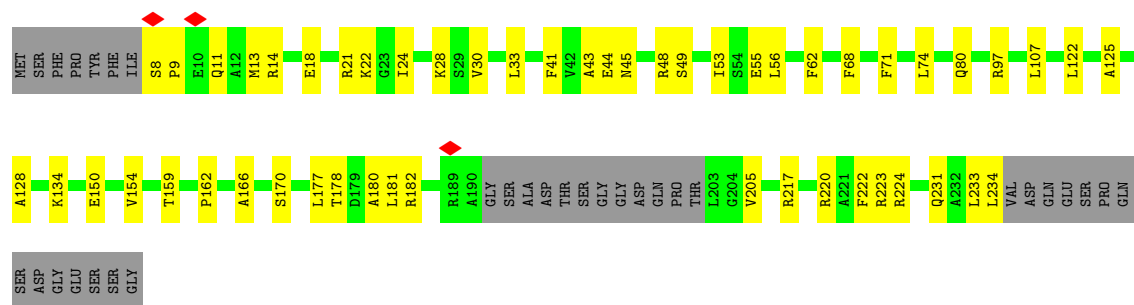 MET SER PHE PRO TYR PHE ILE S8 P9 E10 Q11 A12 M13 R14 E18 R21 K22 G23 I24 K28 S29 V30 L33 F41 V42 A43 E44 N45 R48 S49 I53 S54 E55 L56 F62 F68 F71 L74 Q80 R97 L107 L122 A125
A128 K134 E150 V154 T159 P162 A166 S170 L177 T178 D179 A180 L181 R182 R189 A190 GLY SER ALA ASP THR SER GLY GLY ASP GLN PRO THR L203 G204 V205 R217 R220 A221 F222 R223 R224 Q231 A232 L233 L234 VAL ASP GLN GLU SER PRO GLN
SER ASP GLY GLU SER SER GLY